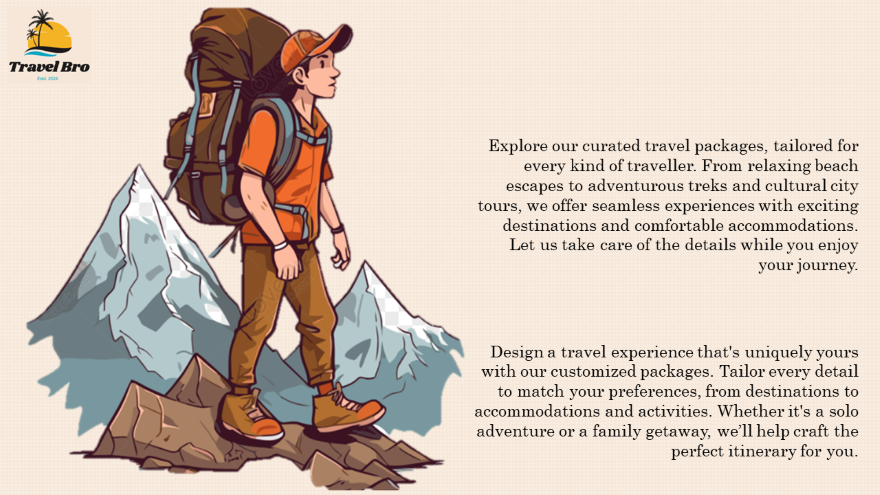 Travel Bro
Explore our curated travel packages, tailored for
every kind of traveller. From relaxing beach
escapes to adventurous treks and cultural city
tours, we offer seamless experiences with exciting
destinations and comfortable accommodations.
Let us take care of the details while you enjoy
your journey.
Design a travel experience that's uniquely yours
with our customized packages. Tailor every detail
to match your preferences, from destinations to
accommodations and activities. Whether it's a solo
adventure or a family getaway, we’ll help craft the
perfect itinerary for you.